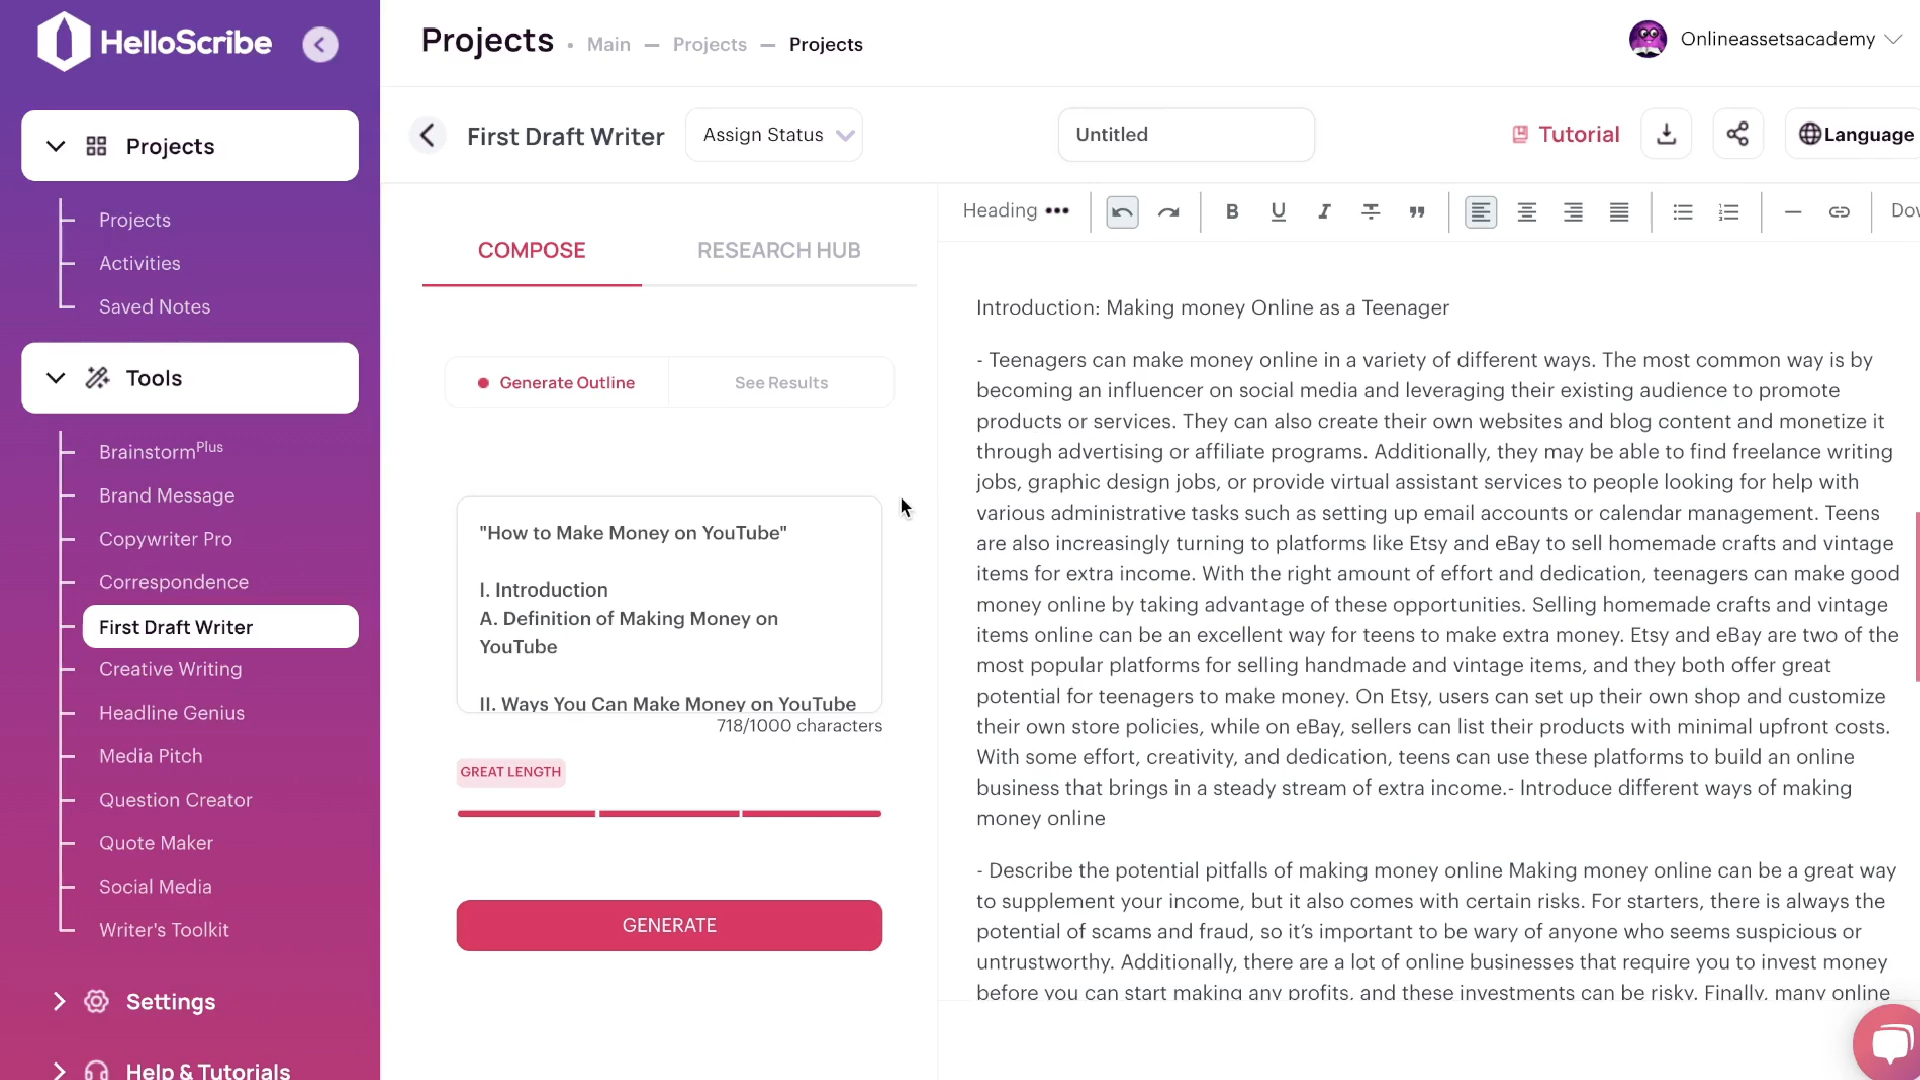 HelloScribe
Projects
Projects
Activities
Saved Notes
Tools
BrainstormPlus
Brand Message
Copywriter Pro
Correspondence
First Draft Writer
Creative Writing
Headline Genius
Media Pitch
Question Creator
Quote Maker
Social Media
Writer's Toolkit
Settings
Help & Tutorials
Projects • Main — Projects — Projects
Onlineassetsacademy
First Draft Writer
Assign Status
Untitled
Tutorial
Language
COMPOSE
RESEARCH HUB
Generate Outline
See Results
"How to Make Money on YouTube"
I. Introduction
A. Definition of Making Money on
YouTube
II. Ways You Can Make Money on YouTube
718/1000 characters
GREAT LENGTH
GENERATE
Heading
B U I
Introduction: Making money Online as a Teenager
- Teenagers can make money online in a variety of different ways. The most common way is by
becoming an influencer on social media and leveraging their existing audience to promote
products or services. They can also create their own websites and blog content and monetize it
through advertising or affiliate programs. Additionally, they may be able to find freelance writing
jobs, graphic design jobs, or provide virtual assistant services to people looking for help with
various administrative tasks such as setting up email accounts or calendar management. Teens
are also increasingly turning to platforms like Etsy and eBay to sell homemade crafts and vintage
items for extra income. With the right amount of effort and dedication, teenagers can make good
money online by taking advantage of these opportunities. Selling homemade crafts and vintage
items online can be an excellent way for teens to make extra money. Etsy and eBay are two of the
most popular platforms for selling handmade and vintage items, and they both offer great
potential for teenagers to make money. On Etsy, users can set up their own shop and customize
their own store policies, while on eBay, sellers can list their products with minimal upfront costs.
With some effort, creativity, and dedication, teens can use these platforms to build an online
business that brings in a steady stream of extra income.- Introduce different ways of making
money online
- Describe the potential pitfalls of making money online Making money online can be a great way
to supplement your income, but it also comes with certain risks. For starters, there is always the
potential of scams and fraud, so it's important to be wary of anyone who seems suspicious or
untrustworthy. Additionally, there are a lot of online businesses that require you to invest money
before you can start making any profits, and these investments can be risky. Finally, many online